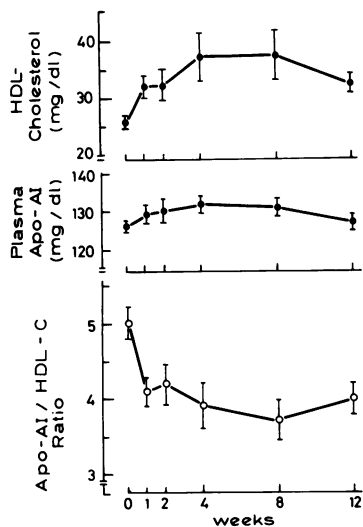 HDL-
Cholesterol
(mg/dl)
40
30
20
Plasma
Apo-AI
(mg/dl)
140
130
120
Apo-AI / HDL-C
Ratio
5
4
3
0 1 2 4 8 12
weeks